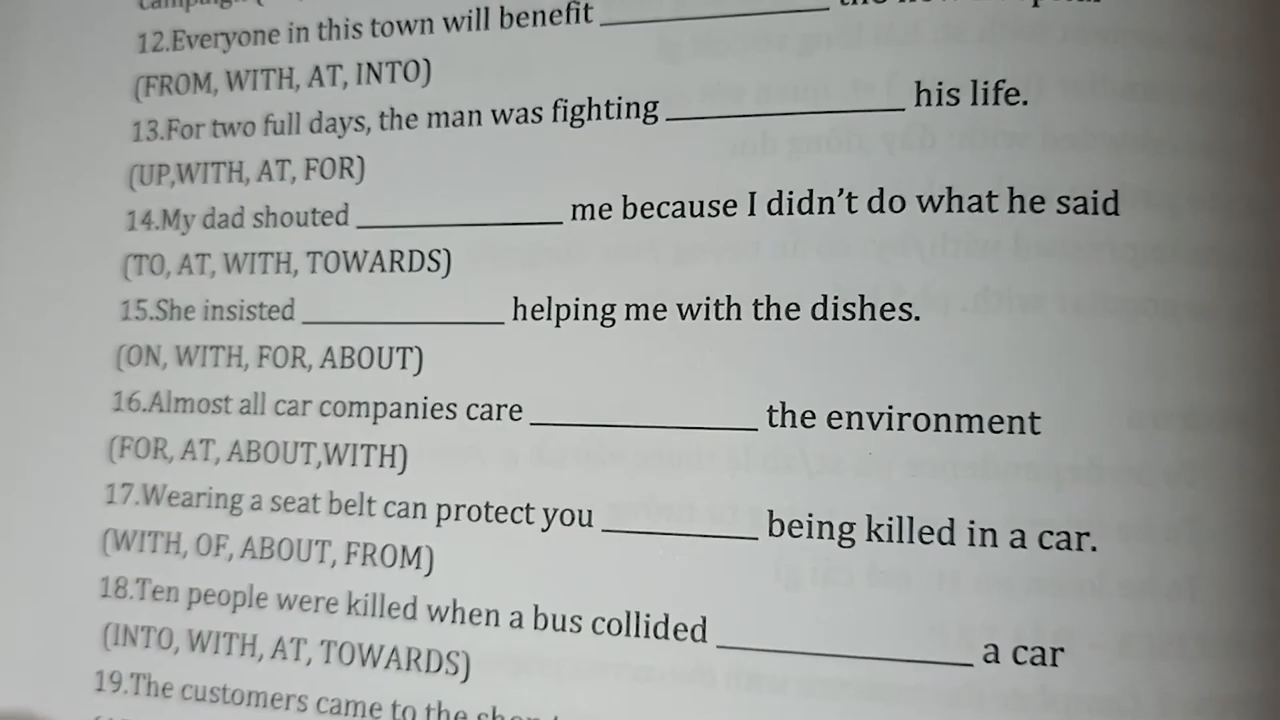 12.Everyone in this town will benefit ____________
(FROM, WITH, AT, INTO)
13.For two full days, the man was fighting ____________ his life.
(UP,WITH, AT, FOR)
14.My dad shouted ____________ me because I didn't do what he said
(TO, AT, WITH, TOWARDS)
15.She insisted ____________ helping me with the dishes.
(ON, WITH, FOR, ABOUT)
16.Almost all car companies care ____________ the environment
(FOR, AT, ABOUT,WITH)
17.Wearing a seat belt can protect you ____________ being killed in a car.
(WITH, OF, ABOUT, FROM)
18.Ten people were killed when a bus collided ____________ a car
(INTO, WITH, AT, TOWARDS)
19.The customers came to the